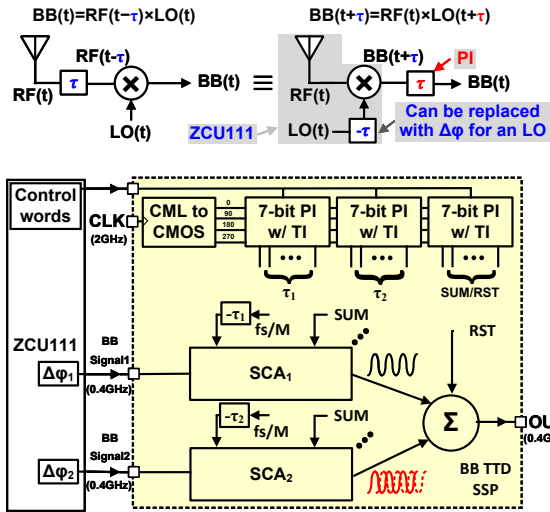 BB(t)=RF(t-τ)×LO(t)
BB(t+τ)=RF(t)×LO(t+τ)
RF(t-τ)
BB(t+τ)
PI
τ
×
BB(t)
≡
×
τ
BB(t)
RF(t)
RF(t)
LO(t)
ZCU111
LO(t)
-τ
Can be replaced
with Δφ for an LO
Control
words
CLK
(2GHz)
CML to
CMOS
0
90
180
270
7-bit PI
w/ TI
7-bit PI
w/ TI
7-bit PI
w/ TI
τ1
τ2
SUM/RST
ZCU111
-τ1
fs/M
SUM
RST
BB
Signal1
(0.4GHz)
Δφ1
SCA1
Σ
-τ2
fs/M
SUM
BB
Signal2
(0.4GHz)
Δφ2
SCA2
BB TTD
SSP